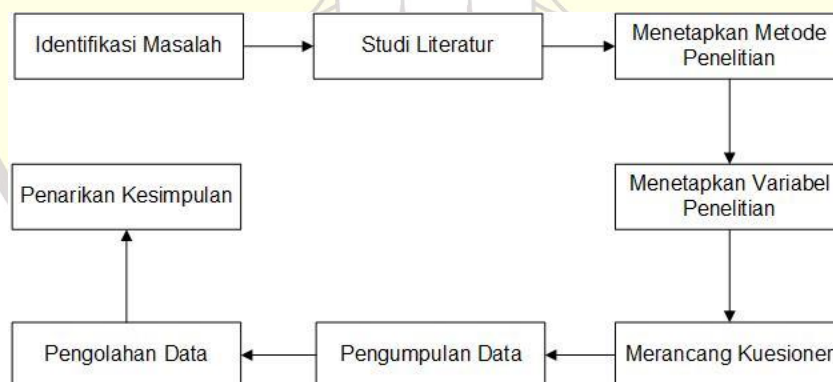 Identifikasi Masalah
Studi Literatur
Menetapkan Metode
Penelitian
Menetapkan Variabel
Penelitian
Merancang Kuesioner
Pengumpulan Data
Pengolahan Data
Penarikan Kesimpulan